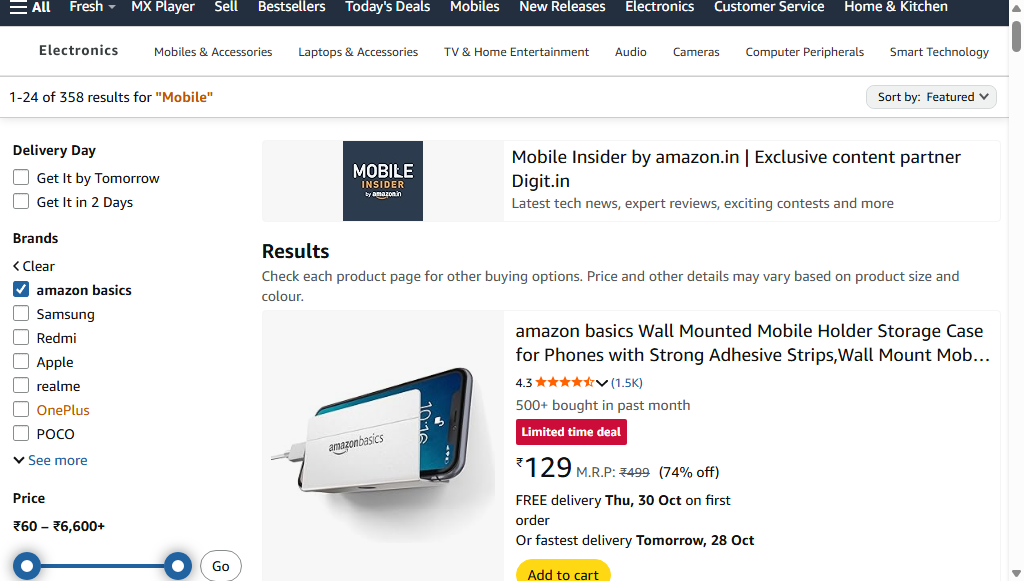 All Fresh MX Player Sell Bestsellers Today's Deals Mobiles New Releases Electronics Customer Service Home & Kitchen
Electronics Mobiles & Accessories Laptops & Accessories TV & Home Entertainment Audio Cameras Computer Peripherals Smart Technology
1-24 of 358 results for "Mobile"
Sort by: Featured
Delivery Day
Get It by Tomorrow
Get It in 2 Days
Brands
Clear
amazon basics
Samsung
Redmi
Apple
realme
OnePlus
POCO
See more
Price
₹60 – ₹6,600+
Go
MOBILE
INSIDER
by amazon.in
Mobile Insider by amazon.in | Exclusive content partner
Digit.in
Latest tech news, expert reviews, exciting contests and more
Results
Check each product page for other buying options. Price and other details may vary based on product size and
colour.
amazonbasics
10:16
amazon basics Wall Mounted Mobile Holder Storage Case
for Phones with Strong Adhesive Strips,Wall Mount Mob…
4.3 (1.5K)
500+ bought in past month
Limited time deal
₹129 M.R.P: ₹499 (74% off)
FREE delivery Thu, 30 Oct on first
order
Or fastest delivery Tomorrow, 28 Oct
Add to cart